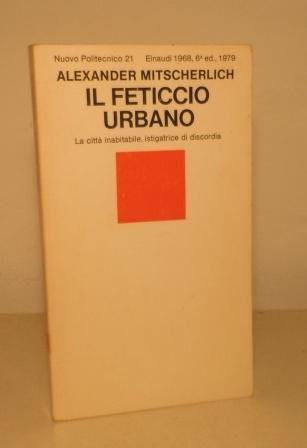 Nuovo Politecnico 21 Einaudi 1968, 6ª ed., 1979
ALEXANDER MITSCHERLICH
IL FETICCIO
URBANO
La città inabitabile, istigatrice di discordia